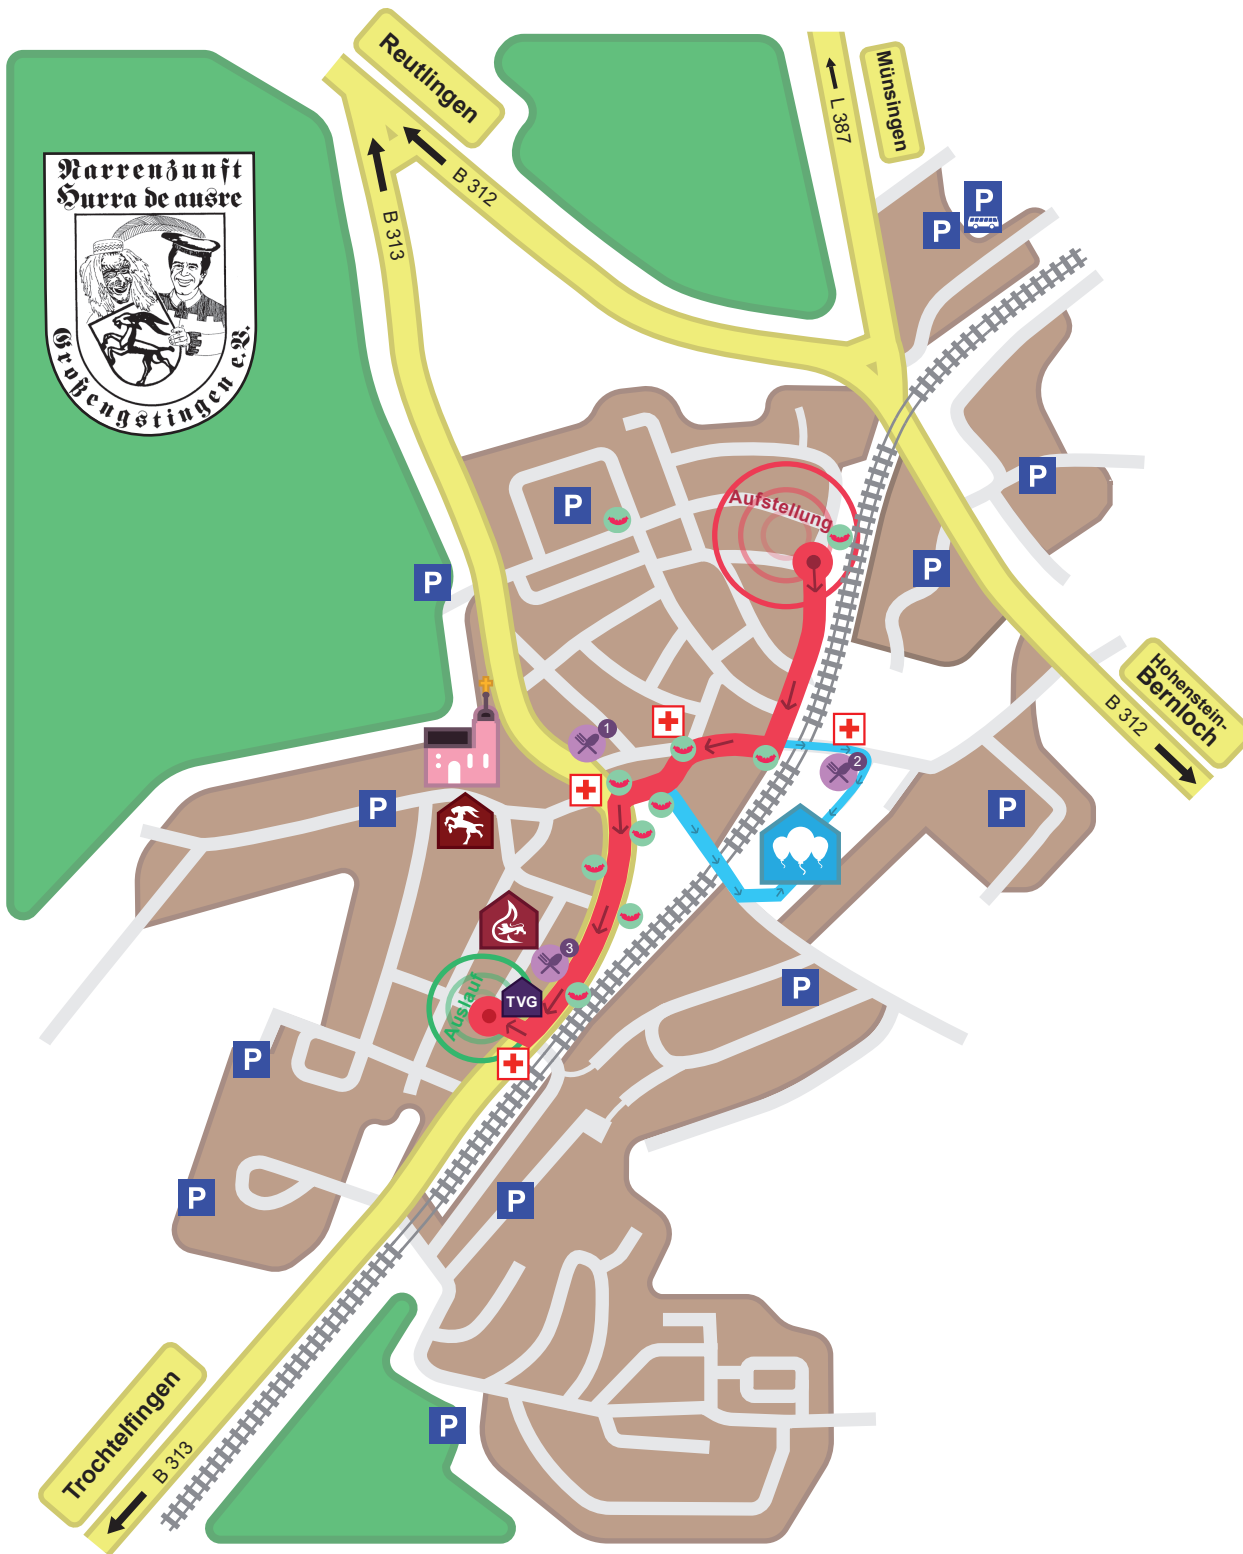 Reutlingen
Münsingen
L 387
B 312
B 313
Narrenzunft
Hurra de ausre
Großengstingen e.V.
P
P
P
P
Aufstellung
P
P
P
Hohenstein-
Bernloch
B 312
1
2
P
P
3
TVG
Auslauf
P
P
P
P
P
Trochtelfingen
B 313